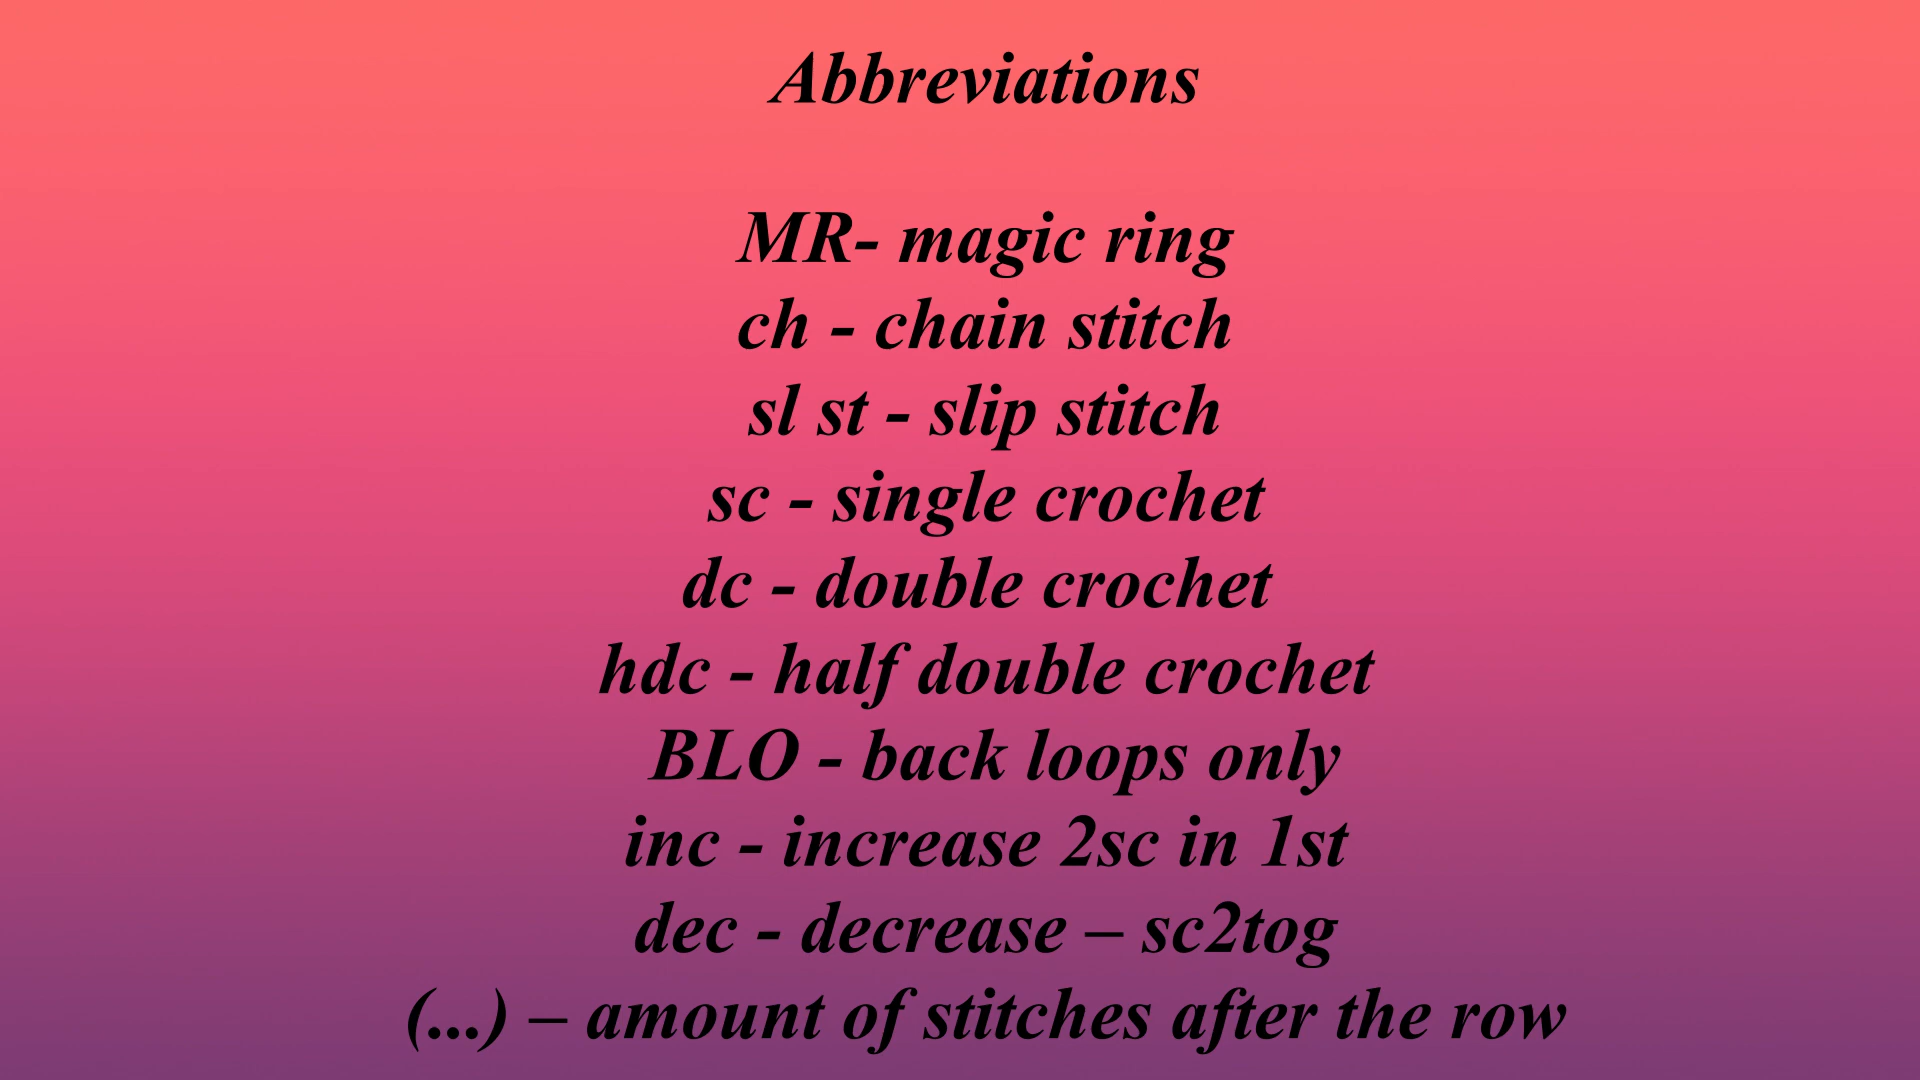 Abbreviations
MR- magic ring
ch - chain stitch
sl st - slip stitch
sc - single crochet
dc - double crochet
hdc - half double crochet
BLO - back loops only
inc - increase 2sc in 1st
dec - decrease – sc2tog
(...) – amount of stitches after the row